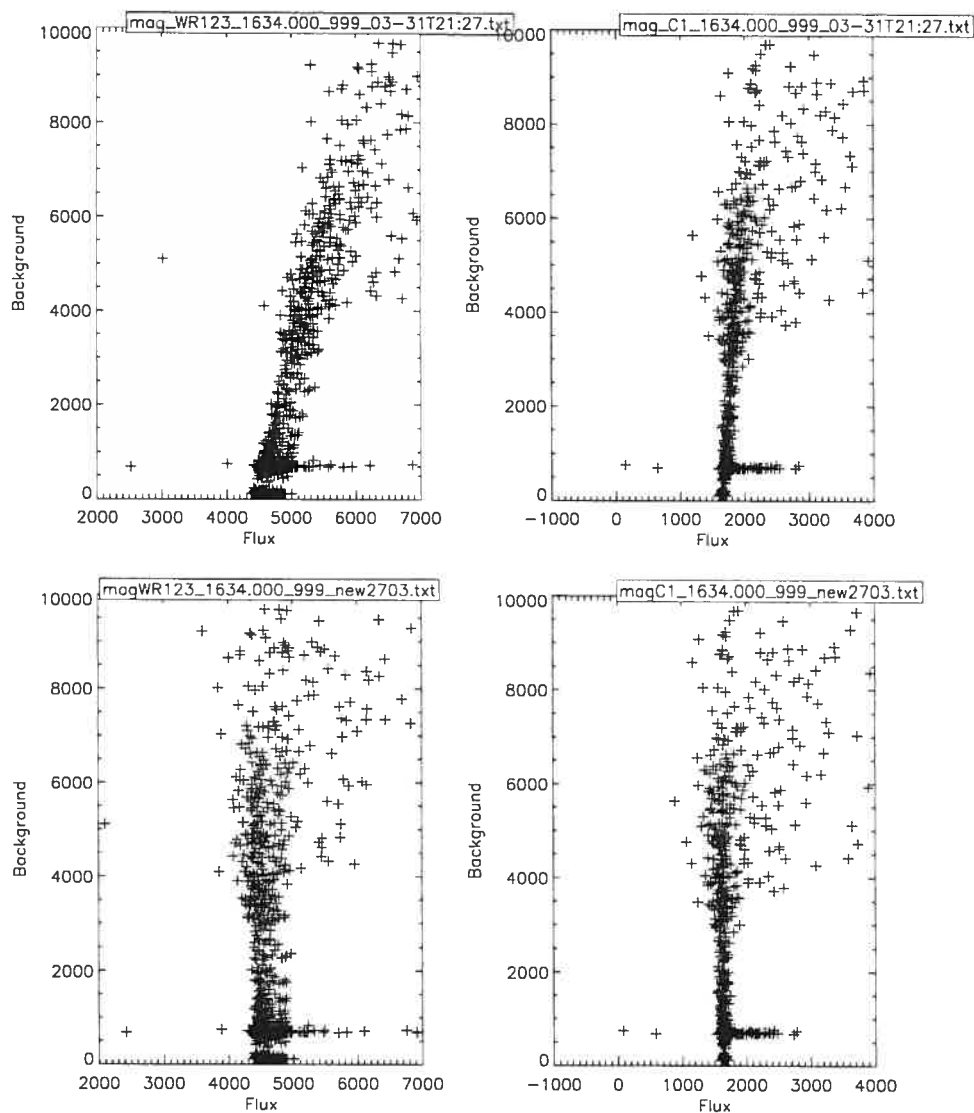 mag_WR123_1634.000_999_03-31T21:27.txt
10000
8000
6000
4000
2000
0
Background
2000 3000 4000 5000 6000 7000
Flux
mag_C1_1634.000_999_03-31T21:27.txt
10000
8000
6000
4000
2000
0
Background
-1000 0 1000 2000 3000 4000
Flux
magWR123_1634.000_999_new2703.txt
10000
8000
6000
4000
2000
0
Background
2000 3000 4000 5000 6000 7000
Flux
magC1_1634.000_999_new2703.txt
10000
8000
6000
4000
2000
0
Background
-1000 0 1000 2000 3000 4000
Flux